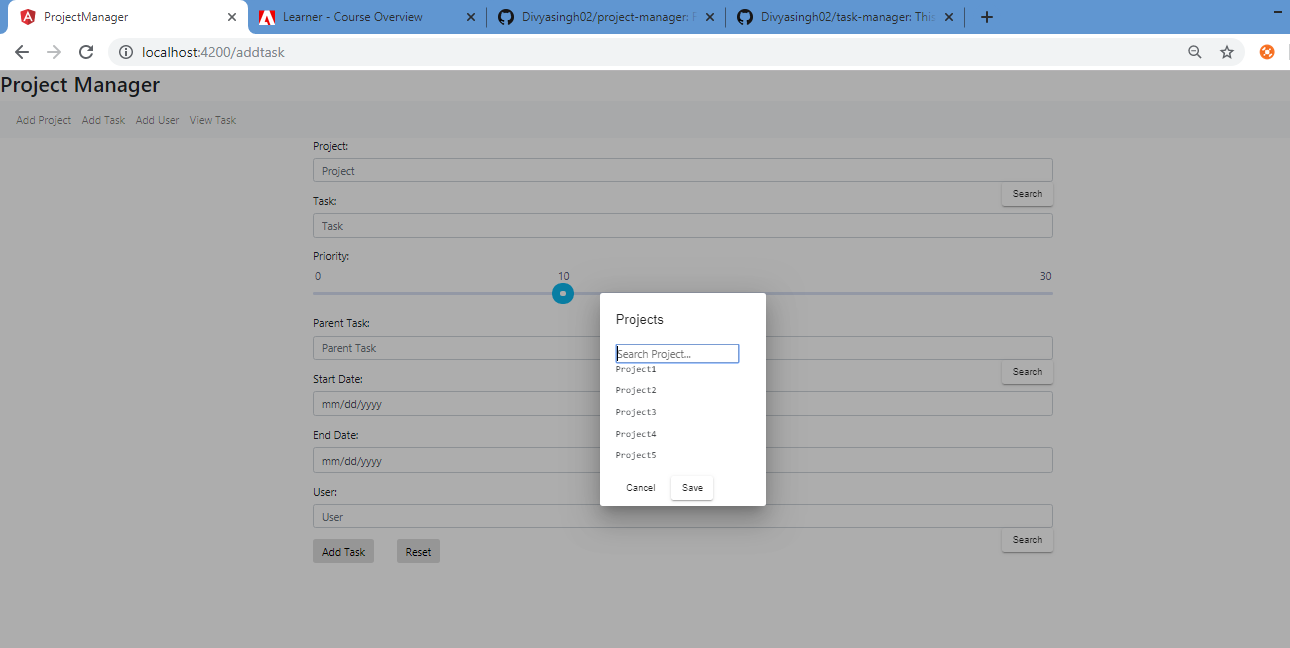 ProjectManager
Learner - Course Overview
Divyasingh02/project-manager:
Divyasingh02/task-manager: This
localhost:4200/addtask
Project Manager
Add Project Add Task Add User View Task
Project:
Project
Search
Task:
Task
Priority:
0 10 30
Parent Task:
Parent Task
Search
Start Date:
mm/dd/yyyy
End Date:
mm/dd/yyyy
User:
User
Search
Add Task Reset
Projects
Search Project...
Project1
Project2
Project3
Project4
Project5
Cancel Save